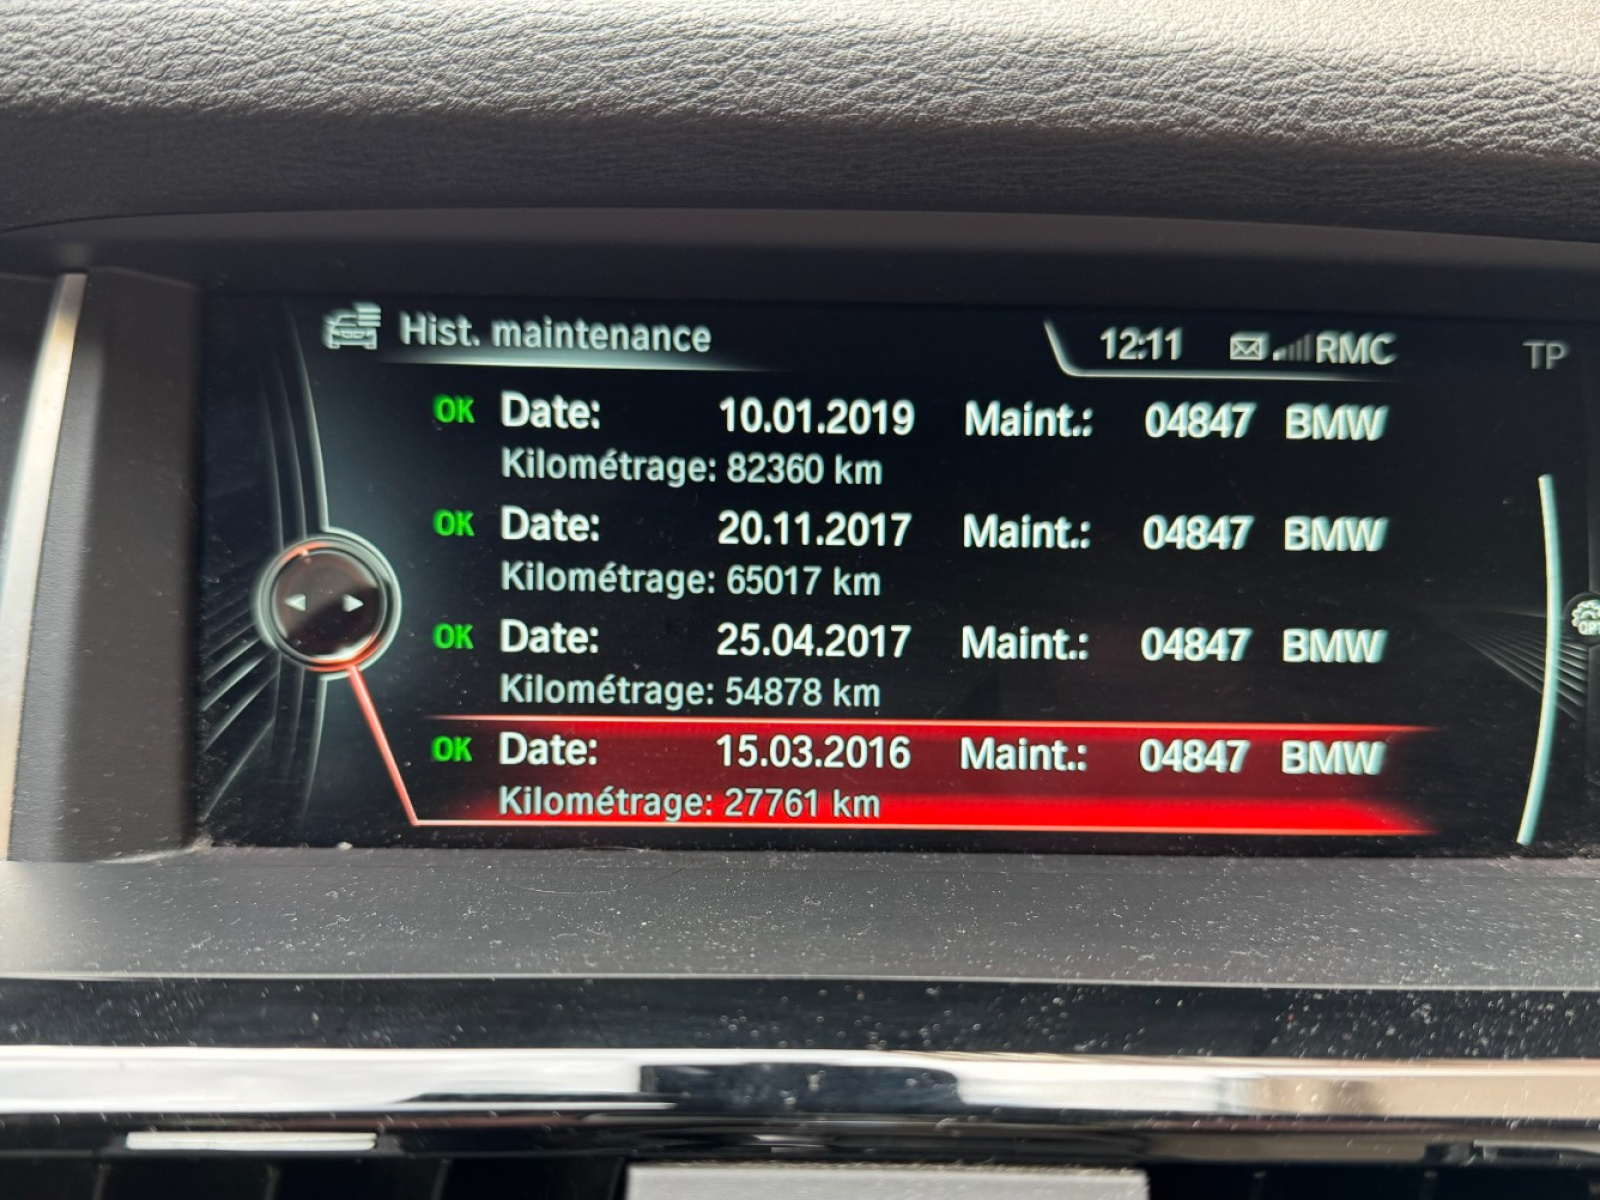 Hist. maintenance 12:11 RMC TP
OK Date: 10.01.2019 Maint.: 04847 BMW
Kilométrage: 82360 km
OK Date: 20.11.2017 Maint.: 04847 BMW
Kilométrage: 65017 km
OK Date: 25.04.2017 Maint.: 04847 BMW
Kilométrage: 54878 km
OK Date: 15.03.2016 Maint.: 04847 BMW
Kilométrage: 27761 km